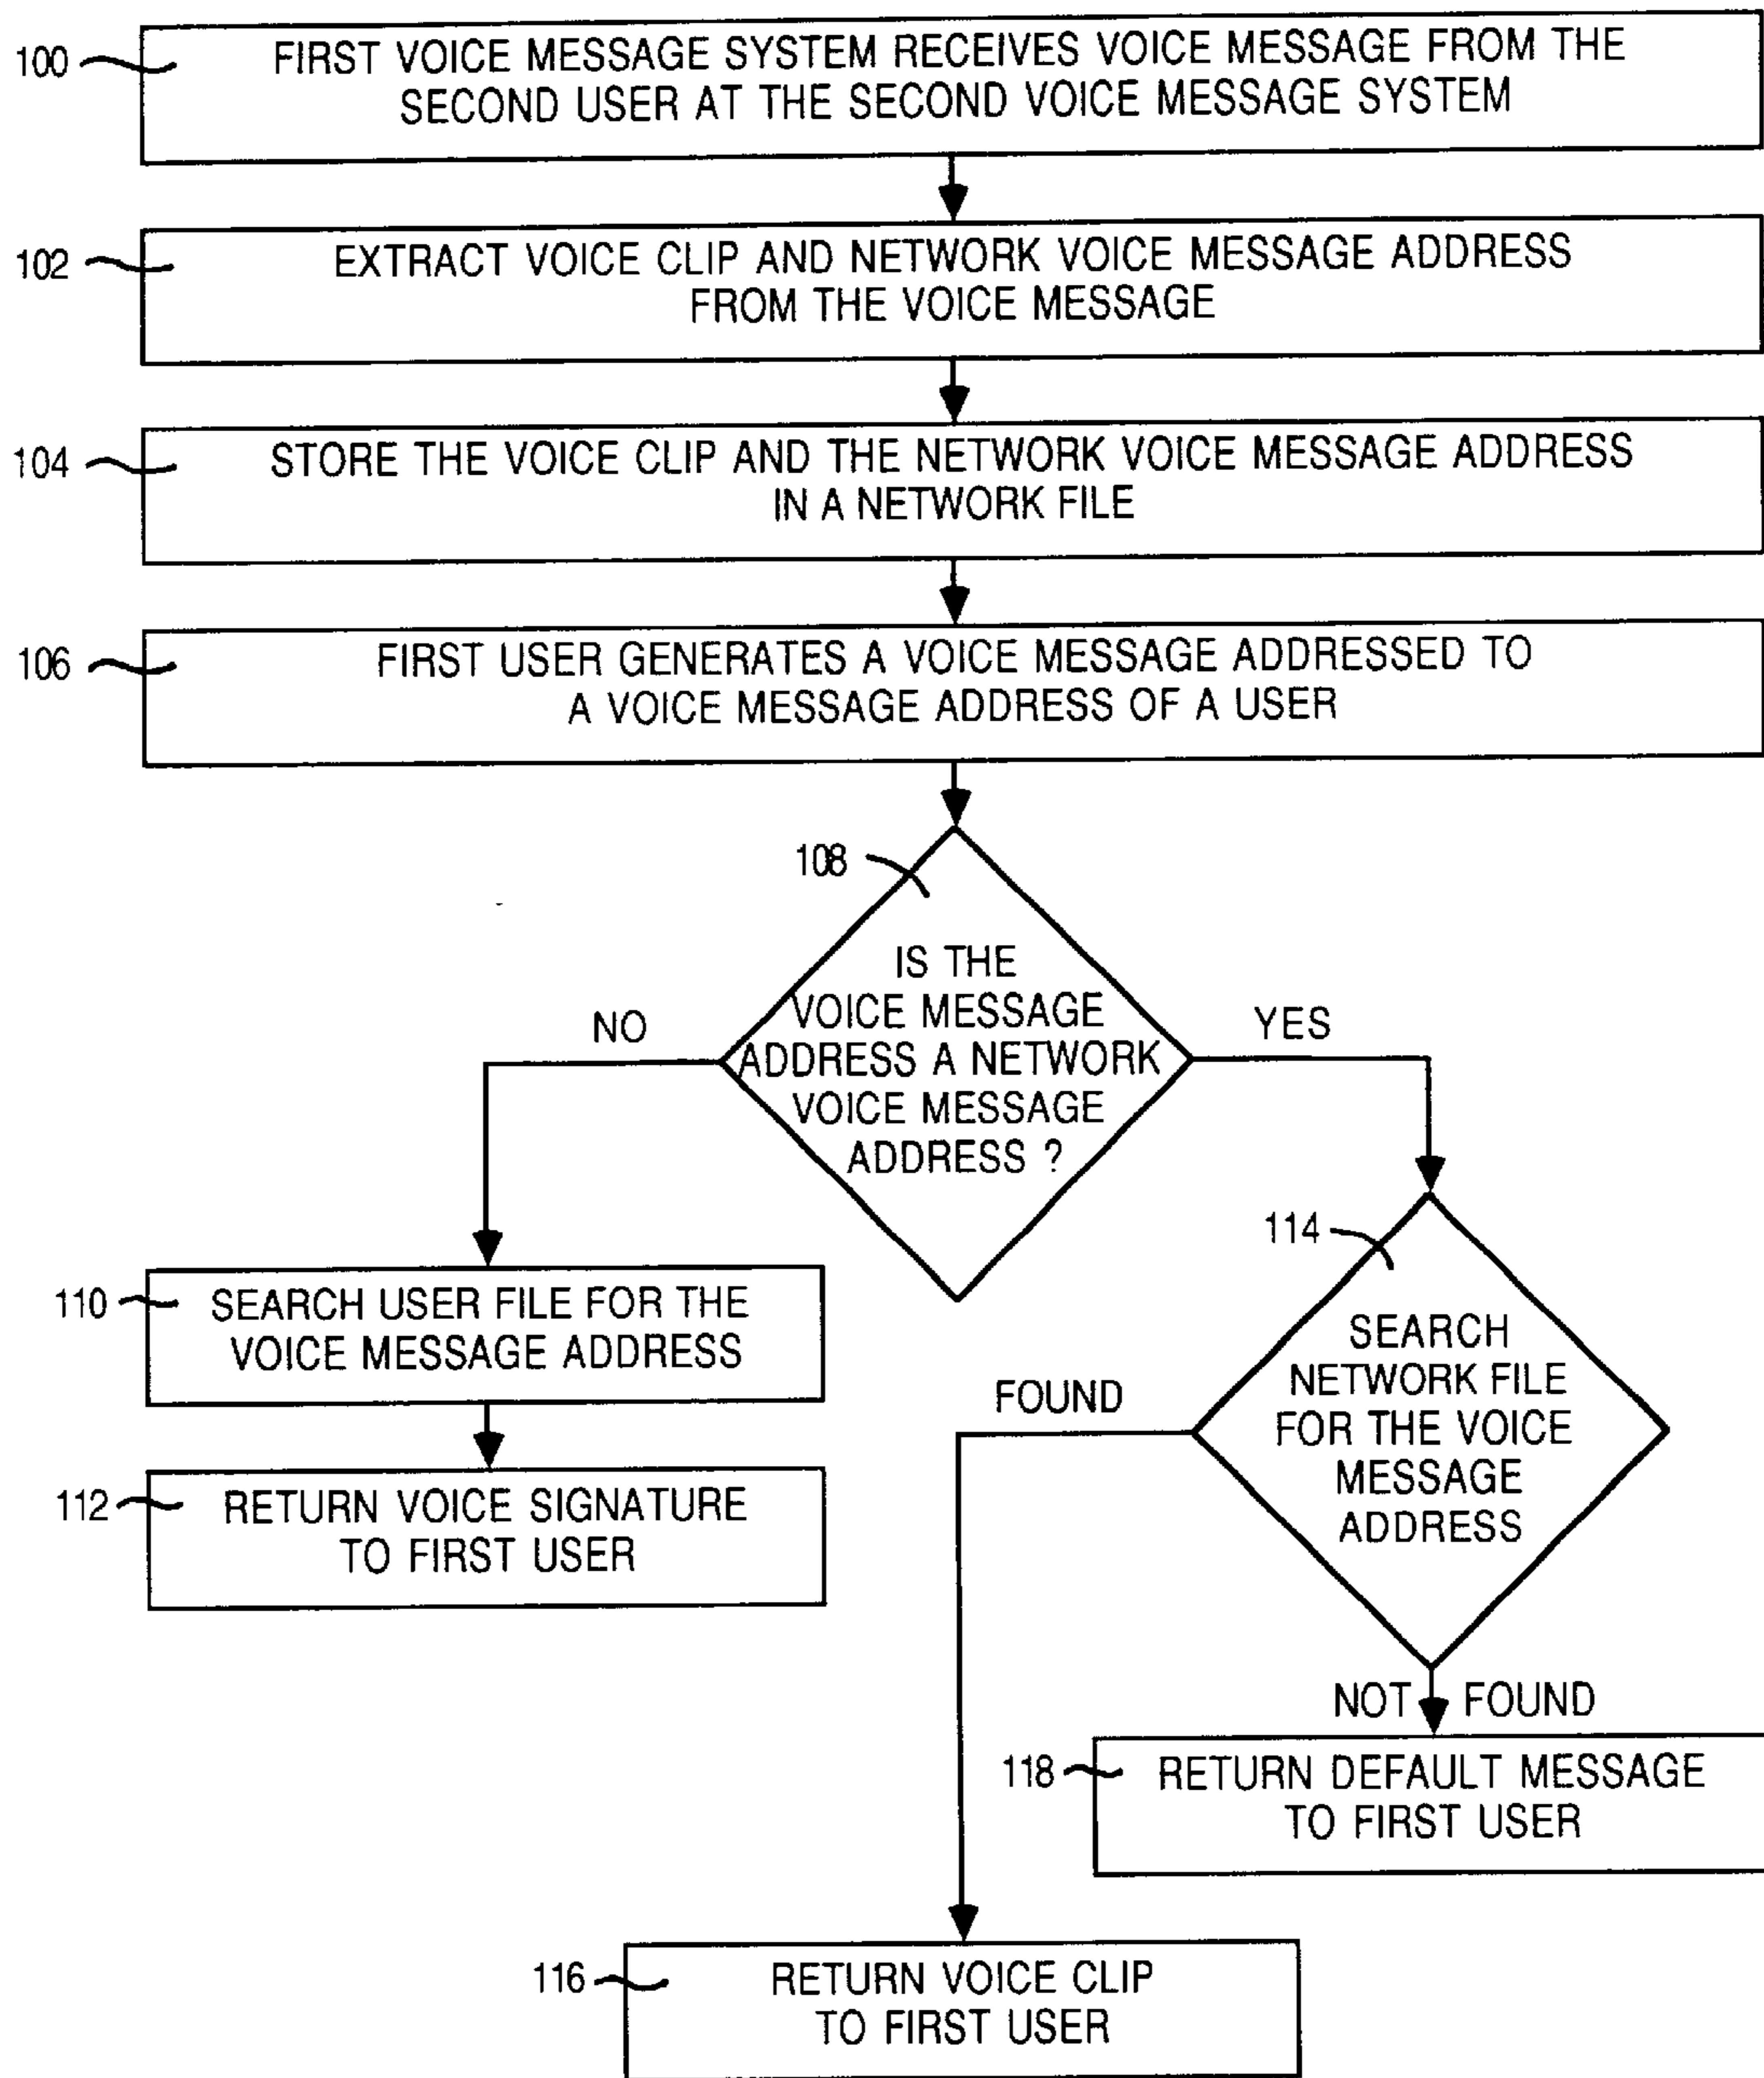 100
FIRST VOICE MESSAGE SYSTEM RECEIVES VOICE MESSAGE FROM THE
SECOND USER AT THE SECOND VOICE MESSAGE SYSTEM
102
EXTRACT VOICE CLIP AND NETWORK VOICE MESSAGE ADDRESS
FROM THE VOICE MESSAGE
104
STORE THE VOICE CLIP AND THE NETWORK VOICE MESSAGE ADDRESS
IN A NETWORK FILE
106
FIRST USER GENERATES A VOICE MESSAGE ADDRESSED TO
A VOICE MESSAGE ADDRESS OF A USER
108
IS THE
VOICE MESSAGE
ADDRESS A NETWORK
VOICE MESSAGE
ADDRESS ?
NO
YES
110
SEARCH USER FILE FOR THE
VOICE MESSAGE ADDRESS
112
RETURN VOICE SIGNATURE
TO FIRST USER
114
SEARCH
NETWORK FILE
FOR THE VOICE
MESSAGE
ADDRESS
FOUND
NOT FOUND
118
RETURN DEFAULT MESSAGE
TO FIRST USER
116
RETURN VOICE CLIP
TO FIRST USER